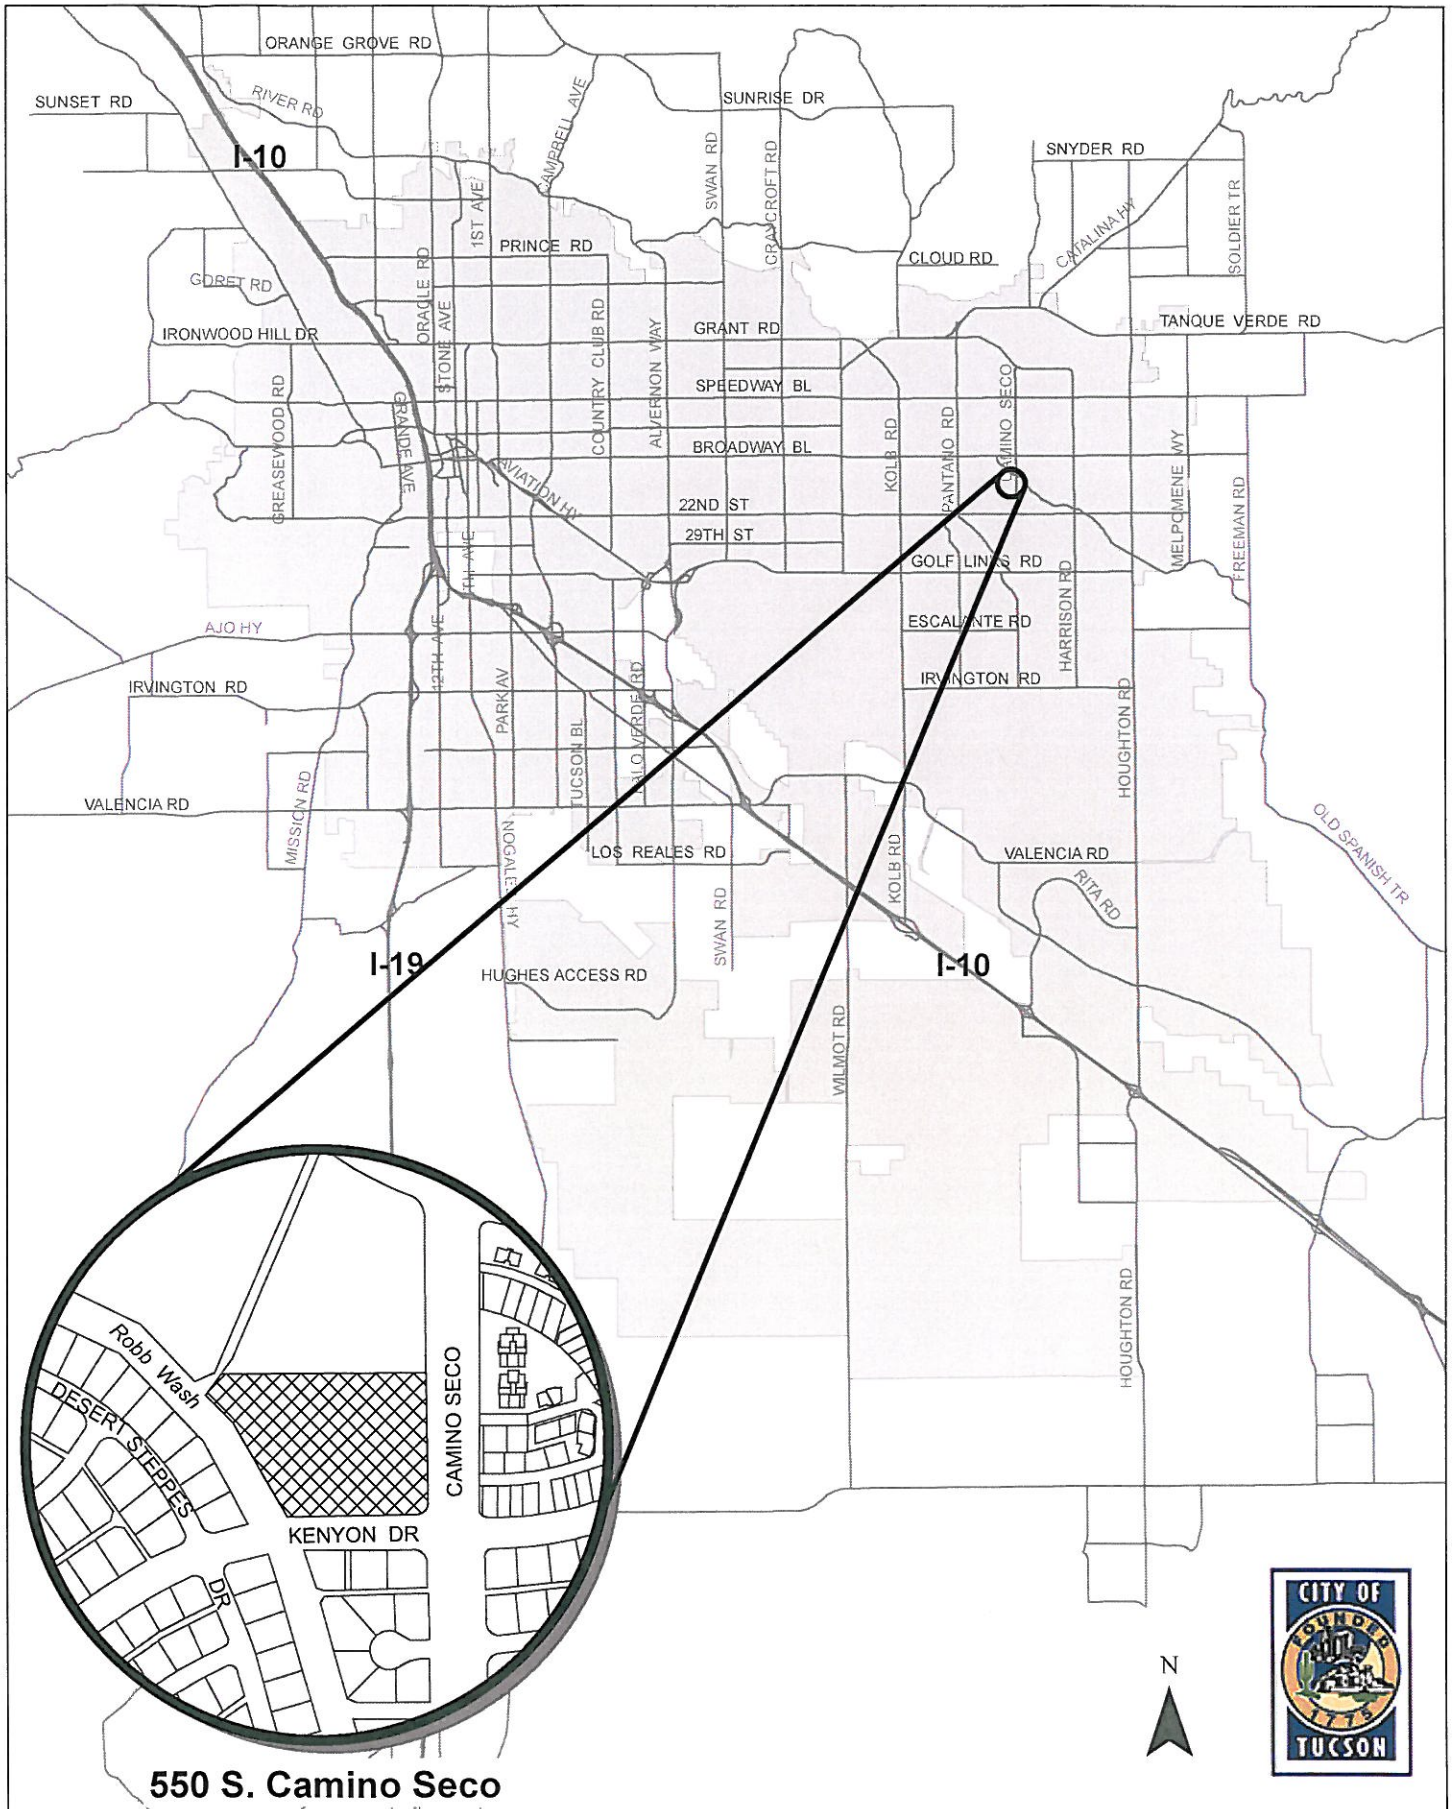 ORANGE GROVE RD
SUNSET RD
RIVER RD
CAMPBELL AVE
SUNRISE DR
I-10
SWAN RD
CRAYCROFT RD
SNYDER RD
1ST AVE
SOLDIER TR
CATALINA HY
PRINCE RD
CLOUD RD
GORET RD
ORACLE RD
STONE AVE
COUNTRY CLUB RD
ALVERNON WAY
IRONWOOD HILL DR
GRANT RD
TANQUE VERDE RD
SPEEDWAY BL
GREASEWOOD RD
GRANDE AVE
CAMINO SECO
BROADWAY BL
KOLB RD
PANTANO RD
MELPOMENE WY
FREEMAN RD
AVIATION HY
22ND ST
29TH ST
TH AVE
GOLF LINKS RD
HARRISON RD
AJO HY
12TH AVE
ESCALANTE RD
IRVINGTON RD
PARK AV
IRVINGTON RD
TUCSON BL
PALO VERDE RD
HOUGHTON RD
VALENCIA RD
MISSION RD
NOGALES HY
LOS REALES RD
KOLB RD
VALENCIA RD
RITA RD
OLD SPANISH TR
SWAN RD
I-19
HUGHES ACCESS RD
I-10
WILMOT RD
HOUGHTON RD
Robb Wash
DESERT STEPPES
DR
CAMINO SECO
KENYON DR
550 S. Camino Seco
N
CITY OF
FOUNDED
1775
TUCSON